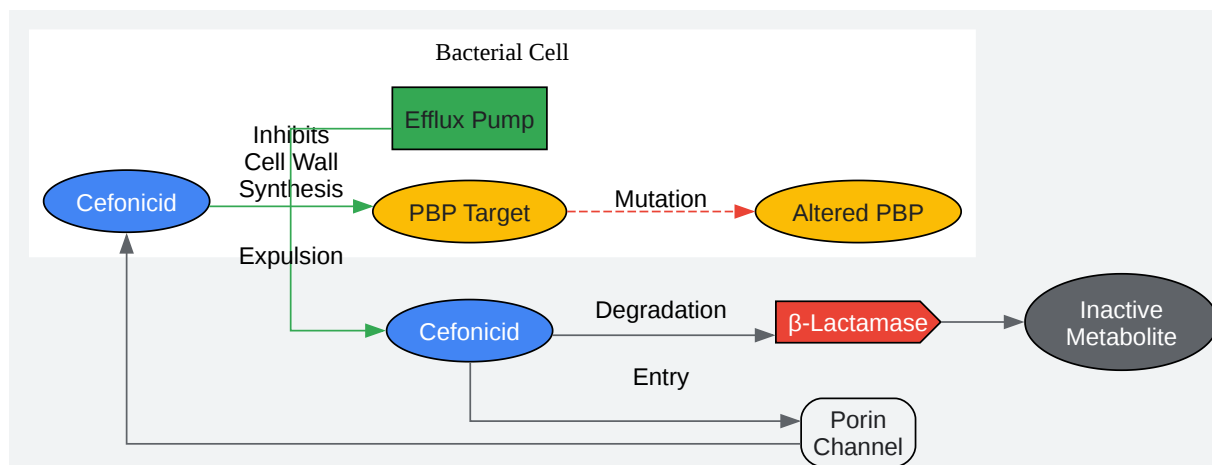 Bacterial Cell
Efflux Pump
Inhibits
Cell Wall
Synthesis
Cefonicid
PBP Target
Mutation
Altered PBP
Expulsion
Cefonicid
Degradation
β-Lactamase
Inactive
Metabolite
Entry
Porin
Channel